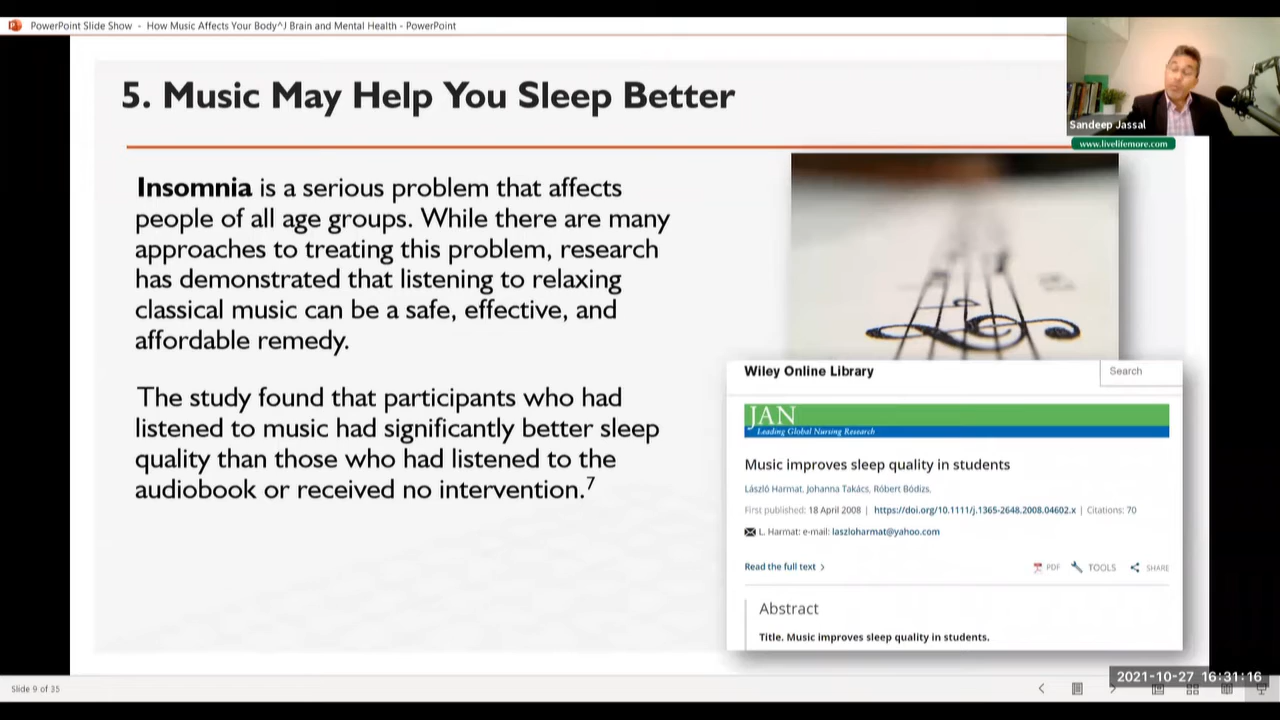 PowerPoint Slide Show - How Music Affects Your Body^J Brain and Mental Health - PowerPoint
5. Music May Help You Sleep Better
Sandeep Jassal
www.livelifemore.com
Insomnia is a serious problem that affects
people of all age groups. While there are many
approaches to treating this problem, research
has demonstrated that listening to relaxing
classical music can be a safe, effective, and
affordable remedy.
The study found that participants who had
listened to music had significantly better sleep
quality than those who had listened to the
audiobook or received no intervention.7
Wiley Online Library
Search
JAN
Leading Global Nursing Research
Music improves sleep quality in students
László Harmat, Johanna Takács, Róbert Bódizs,
First published: 18 April 2008 | https://doi.org/10.1111/j.1365-2648.2008.04602.x | Citations: 70
L. Harmat: e-mail: laszloharmat@yahoo.com
Read the full text >
PDF TOOLS SHARE
Abstract
Title. Music improves sleep quality in students.
2021-10-27 16:31:16
Slide 9 of 35